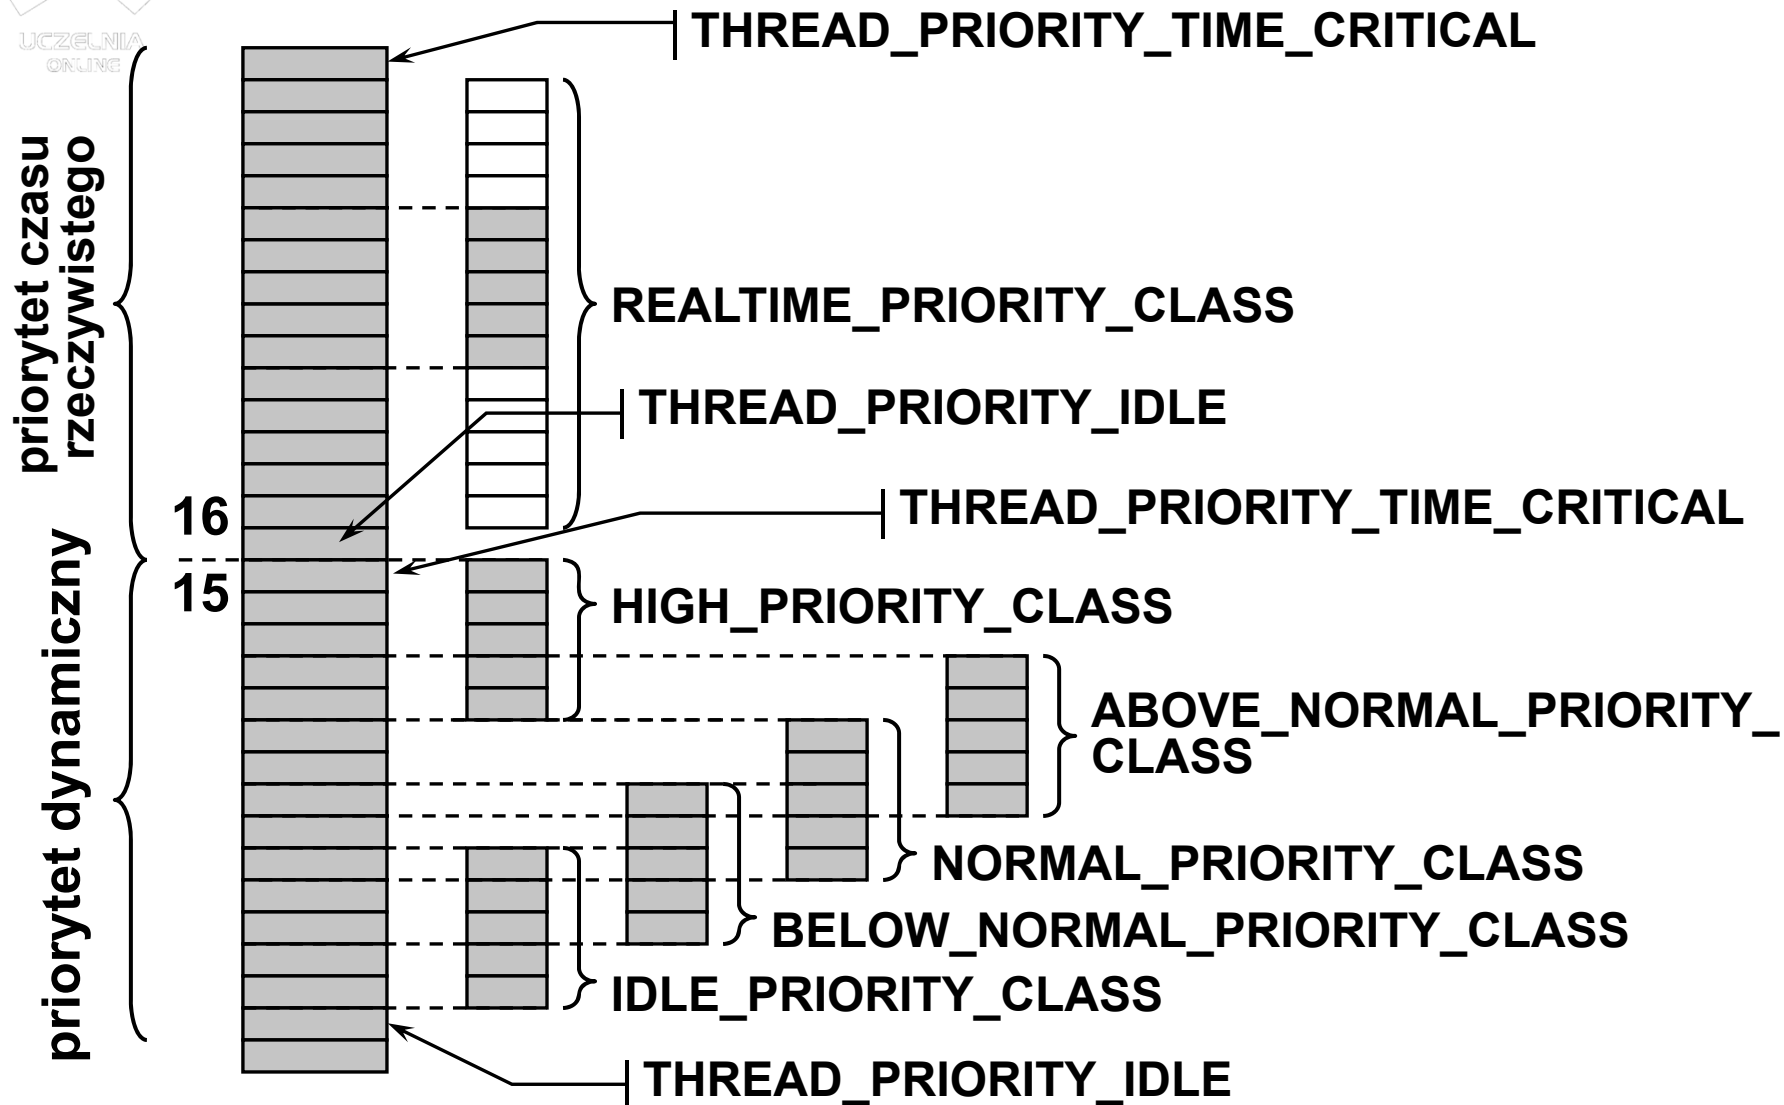 UCZELNIA
ONLINE
THREAD_PRIORITY_TIME_CRITICAL
priorytet czasu
rzeczywistego
REALTIME_PRIORITY_CLASS
THREAD_PRIORITY_IDLE
16
THREAD_PRIORITY_TIME_CRITICAL
15
HIGH_PRIORITY_CLASS
priorytet dynamiczny
ABOVE_NORMAL_PRIORITY_
CLASS
NORMAL_PRIORITY_CLASS
BELOW_NORMAL_PRIORITY_CLASS
IDLE_PRIORITY_CLASS
THREAD_PRIORITY_IDLE